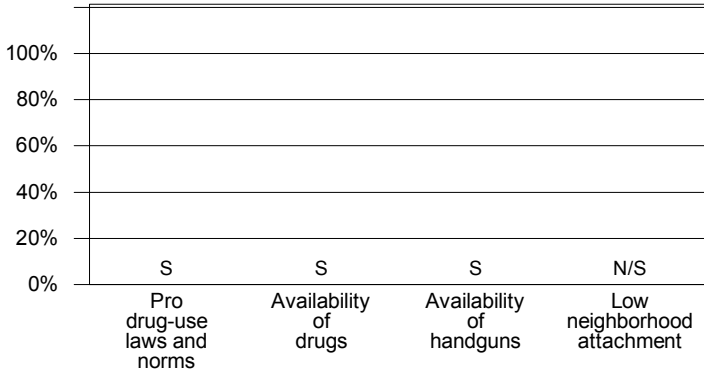 100%
80%
60%
40%
20%
0%
S S S N/S
Pro drug-use laws and norms
Availability of drugs
Availability of handguns
Low neighborhood attachment